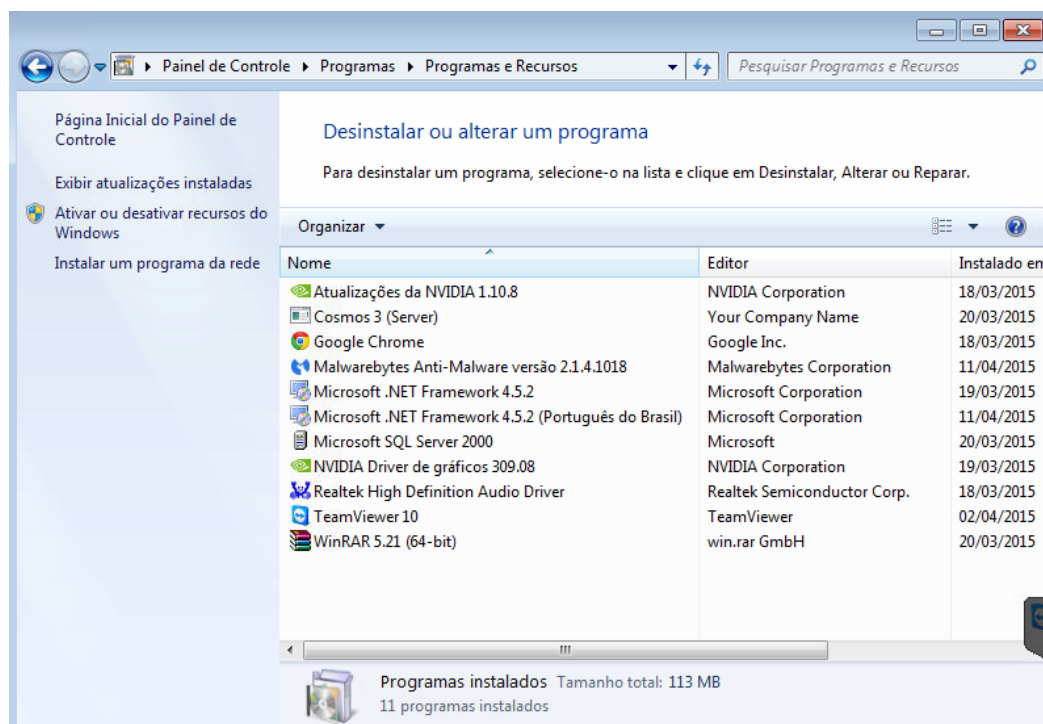 Painel de Controle Programas Programas e Recursos Pesquisar Programas e Recursos
Página Inicial do Painel de
Controle
Exibir atualizações instaladas
Ativar ou desativar recursos do
Windows
Instalar um programa da rede
Desinstalar ou alterar um programa
Para desinstalar um programa, selecione-o na lista e clique em Desinstalar, Alterar ou Reparar.
Organizar
Nome Editor Instalado em
Atualizações da NVIDIA 1.10.8 NVIDIA Corporation 18/03/2015
Cosmos 3 (Server) Your Company Name 20/03/2015
Google Chrome Google Inc. 18/03/2015
Malwarebytes Anti-Malware versão 2.1.4.1018 Malwarebytes Corporation 11/04/2015
Microsoft .NET Framework 4.5.2 Microsoft Corporation 19/03/2015
Microsoft .NET Framework 4.5.2 (Português do Brasil) Microsoft Corporation 11/04/2015
Microsoft SQL Server 2000 Microsoft 20/03/2015
NVIDIA Driver de gráficos 309.08 NVIDIA Corporation 19/03/2015
Realtek High Definition Audio Driver Realtek Semiconductor Corp. 18/03/2015
TeamViewer 10 TeamViewer 02/04/2015
WinRAR 5.21 (64-bit) win.rar GmbH 20/03/2015
Programas instalados Tamanho total: 113 MB
11 programas instalados